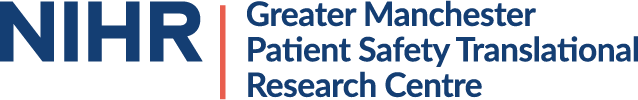 NIHR
Greater Manchester
Patient Safety Translational
Research Centre